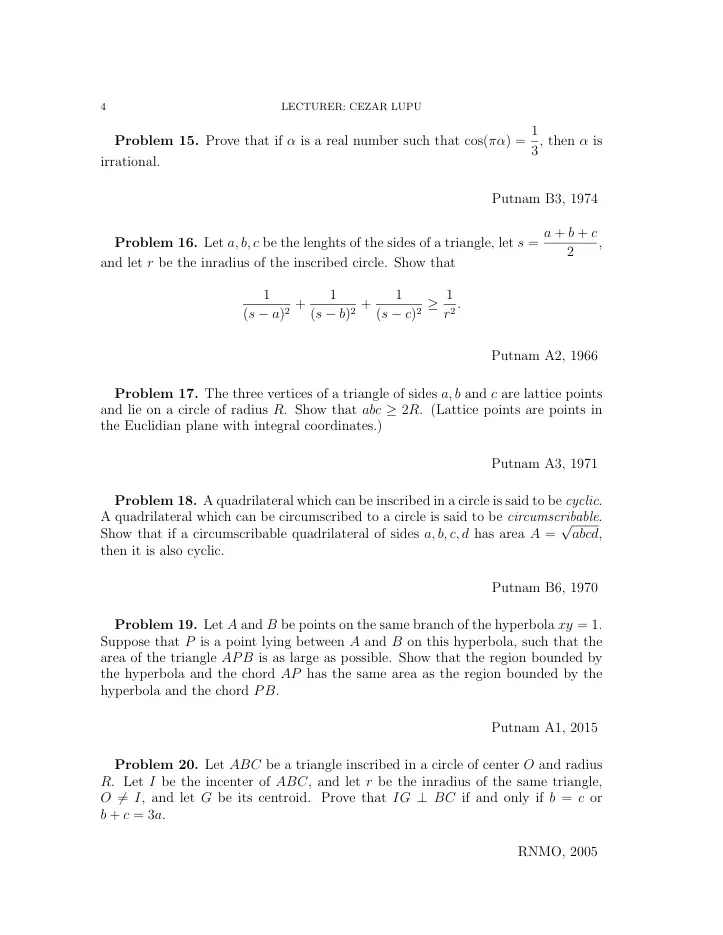 4 LECTURER: CEZAR LUPU
Problem 15. Prove that if α is a real number such that cos(πα) = 1/3, then α is
irrational.
Putnam B3, 1974
Problem 16. Let a, b, c be the lenghts of the sides of a triangle, let s = (a + b + c)/2,
and let r be the inradius of the inscribed circle. Show that
1/(s − a)² + 1/(s − b)² + 1/(s − c)² ≥ 1/r².
Putnam A2, 1966
Problem 17. The three vertices of a triangle of sides a, b and c are lattice points
and lie on a circle of radius R. Show that abc ≥ 2R. (Lattice points are points in
the Euclidian plane with integral coordinates.)
Putnam A3, 1971
Problem 18. A quadrilateral which can be inscribed in a circle is said to be cyclic.
A quadrilateral which can be circumscribed to a circle is said to be circumscribable.
Show that if a circumscribable quadrilateral of sides a, b, c, d has area A = √abcd,
then it is also cyclic.
Putnam B6, 1970
Problem 19. Let A and B be points on the same branch of the hyperbola xy = 1.
Suppose that P is a point lying between A and B on this hyperbola, such that the
area of the triangle APB is as large as possible. Show that the region bounded by
the hyperbola and the chord AP has the same area as the region bounded by the
hyperbola and the chord PB.
Putnam A1, 2015
Problem 20. Let ABC be a triangle inscribed in a circle of center O and radius
R. Let I be the incenter of ABC, and let r be the inradius of the same triangle,
O ≠ I, and let G be its centroid. Prove that IG ⊥ BC if and only if b = c or
b + c = 3a.
RNMO, 2005